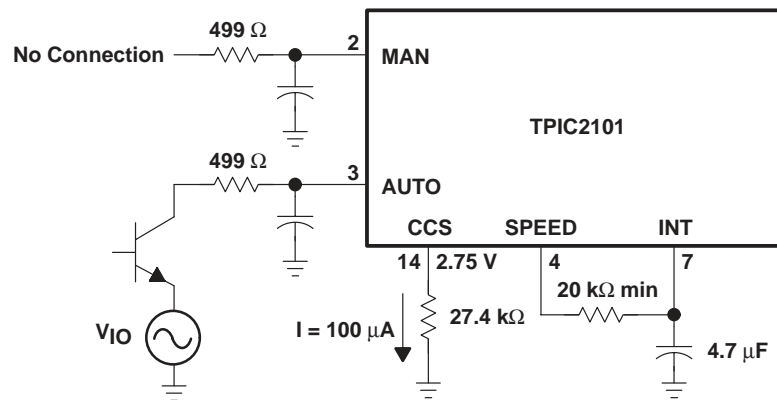 499 Ω
2
No Connection
MAN
TPIC2101
499 Ω
3
AUTO
CCS
SPEED
INT
14
2.75 V
4
7
20 kΩ min
I = 100 μA
27.4 kΩ
4.7 μF
VIO